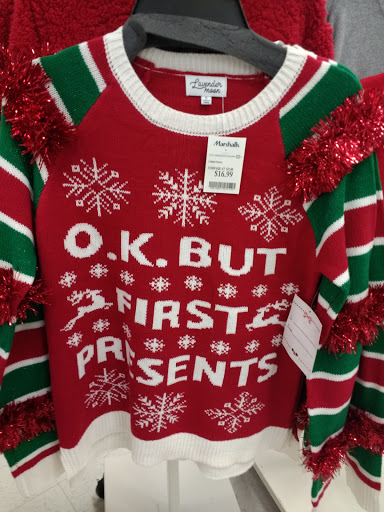 Lavender
moon
Marshalls
$16.99
O.K. BUT
FIRST
PRESENTS